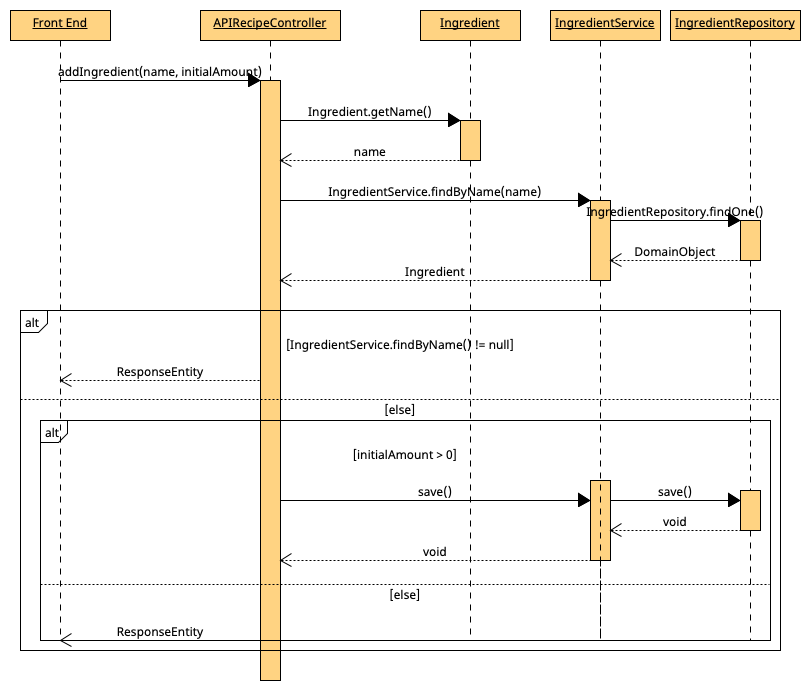 Front End
APIRecipeController
Ingredient
IngredientService
IngredientRepository
addIngredient(name, initialAmount)
Ingredient.getName()
name
IngredientService.findByName(name)
IngredientRepository.findOne()
DomainObject
Ingredient
alt
[IngredientService.findByName() != null]
ResponseEntity
[else]
alt
[initialAmount > 0]
save()
save()
void
void
[else]
ResponseEntity